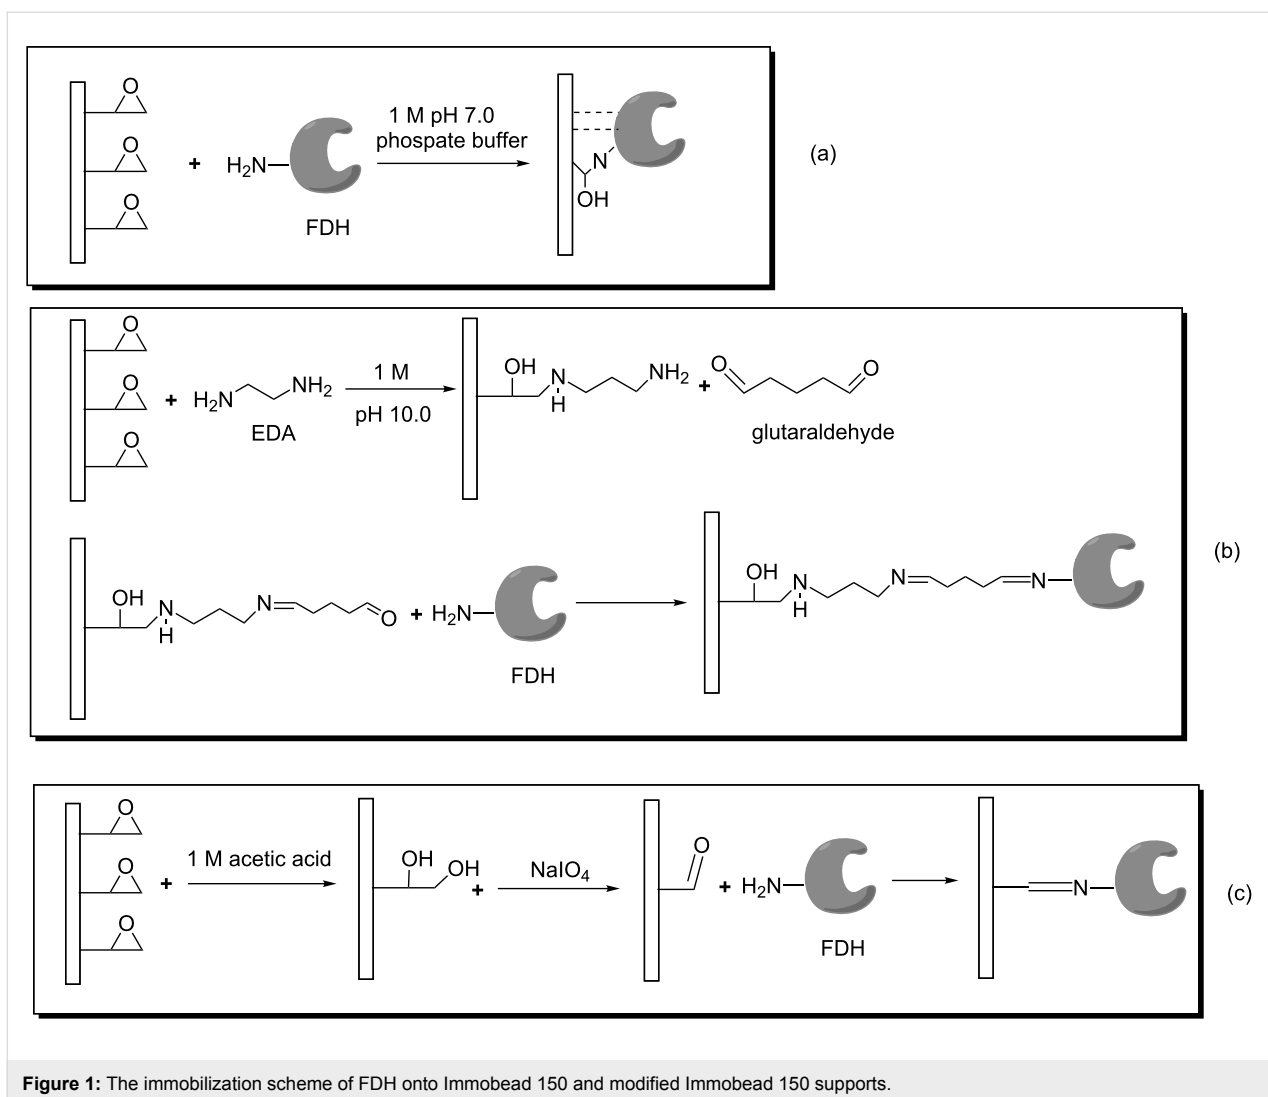 O
O
O
+
H₂N
FDH
1 M pH 7.0
phospate buffer
N
OH
(a)
O
O
O
+
H₂N
NH₂
EDA
1 M
pH 10.0
OH
N
H
NH₂
+
O
O
glutaraldehyde
OH
N
H
N
O
+
H₂N
FDH
OH
N
H
N
N
(b)
O
O
O
+
1 M acetic acid
OH
OH
+
NaIO₄
O
+
H₂N
FDH
N
(c)
Figure 1: The immobilization scheme of FDH onto Immobead 150 and modified Immobead 150 supports.